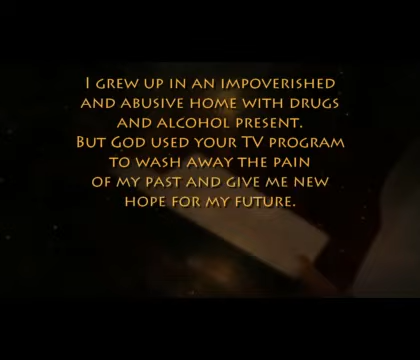 I grew up in an impoverished
and abusive home with drugs
and alcohol present.
But God used your TV program
to wash away the pain
of my past and give me new
hope for my future.